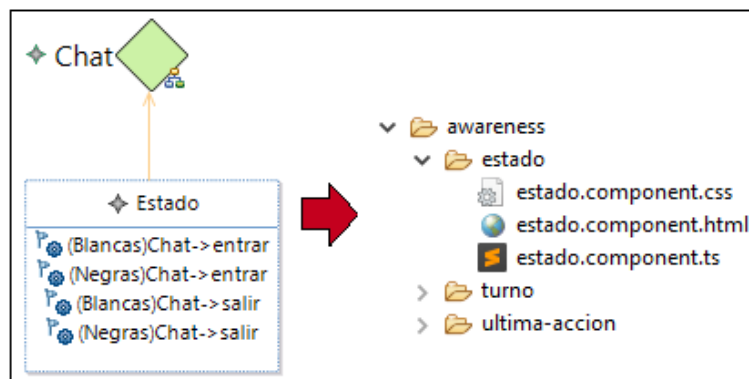 Chat
Estado
(Blancas)Chat->entrar
(Negras)Chat->entrar
(Blancas)Chat->salir
(Negras)Chat->salir
awareness
estado
estado.component.css
estado.component.html
estado.component.ts
turno
ultima-accion